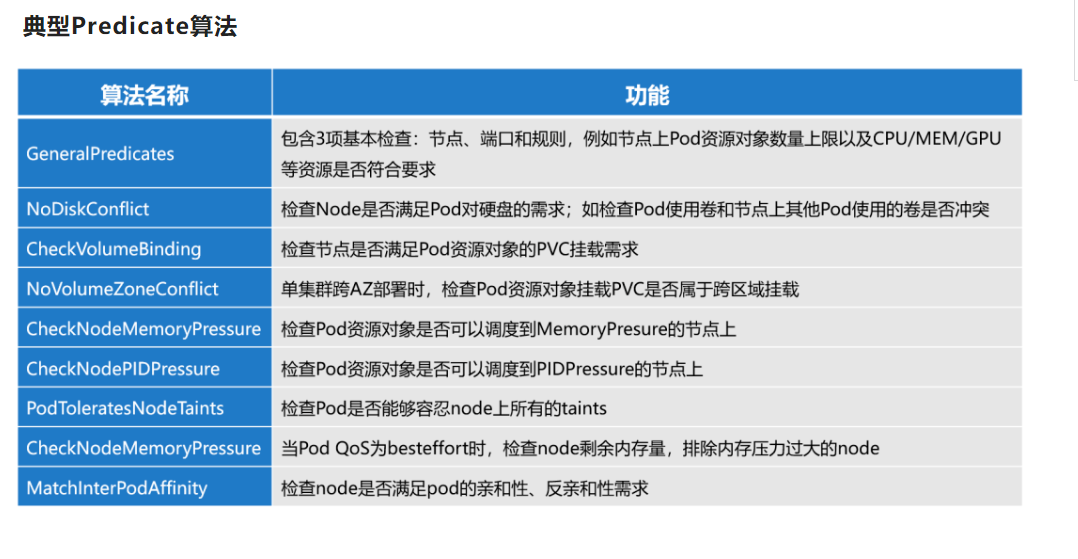 典型Predicate算法
算法名称 功能
GeneralPredicates 包含3项基本检查：节点、端口和规则，例如节点上Pod资源对象数量上限以及CPU/MEM/GPU
等资源是否符合要求
NoDiskConflict 检查Node是否满足Pod对硬盘的需求；如检查Pod使用卷和节点上其他Pod使用的卷是否冲突
CheckVolumeBinding 检查节点是否满足Pod资源对象的PVC挂载需求
NoVolumeZoneConflict 单集群跨AZ部署时，检查Pod资源对象挂载PVC是否属于跨区域挂载
CheckNodeMemoryPressure 检查Pod资源对象是否可以调度到MemoryPresure的节点上
CheckNodePIDPressure 检查Pod资源对象是否可以调度到PIDPressure的节点上
PodToleratesNodeTaints 检查Pod是否能够容忍node上所有的taints
CheckNodeMemoryPressure 当Pod QoS为besteffort时，检查node剩余内存量，排除内存压力过大的node
MatchInterPodAffinity 检查node是否满足pod的亲和性、反亲和性需求